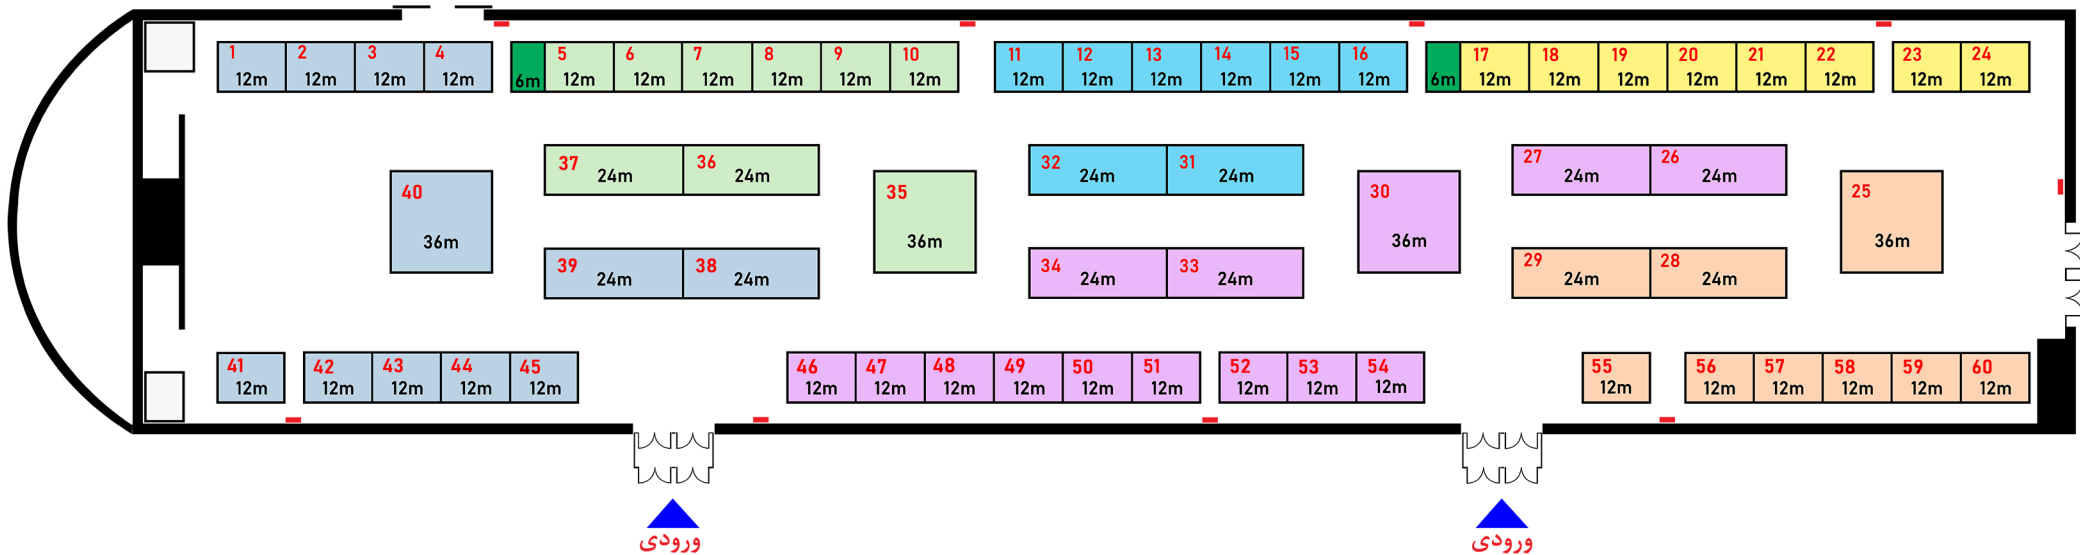 1 2 3 4 5 6 7 8 9 10 11 12 13 14 15 16 17 18 19 20 21 22 23 24
12m 12m 12m 12m 6m 12m 12m 12m 12m 12m 12m 12m 12m 12m 12m 12m 12m 6m 12m 12m 12m 12m 12m 12m 12m 12m
37 36 32 31 27 26
24m 24m 24m 24m 24m 24m
40 35 30 25
36m 36m 36m 36m
39 38 34 33 29 28
24m 24m 24m 24m 24m 24m
41 42 43 44 45 46 47 48 49 50 51 52 53 54 55 56 57 58 59 60
12m 12m 12m 12m 12m 12m 12m 12m 12m 12m 12m 12m 12m 12m 12m 12m 12m 12m 12m 12m
ورودی ورودی